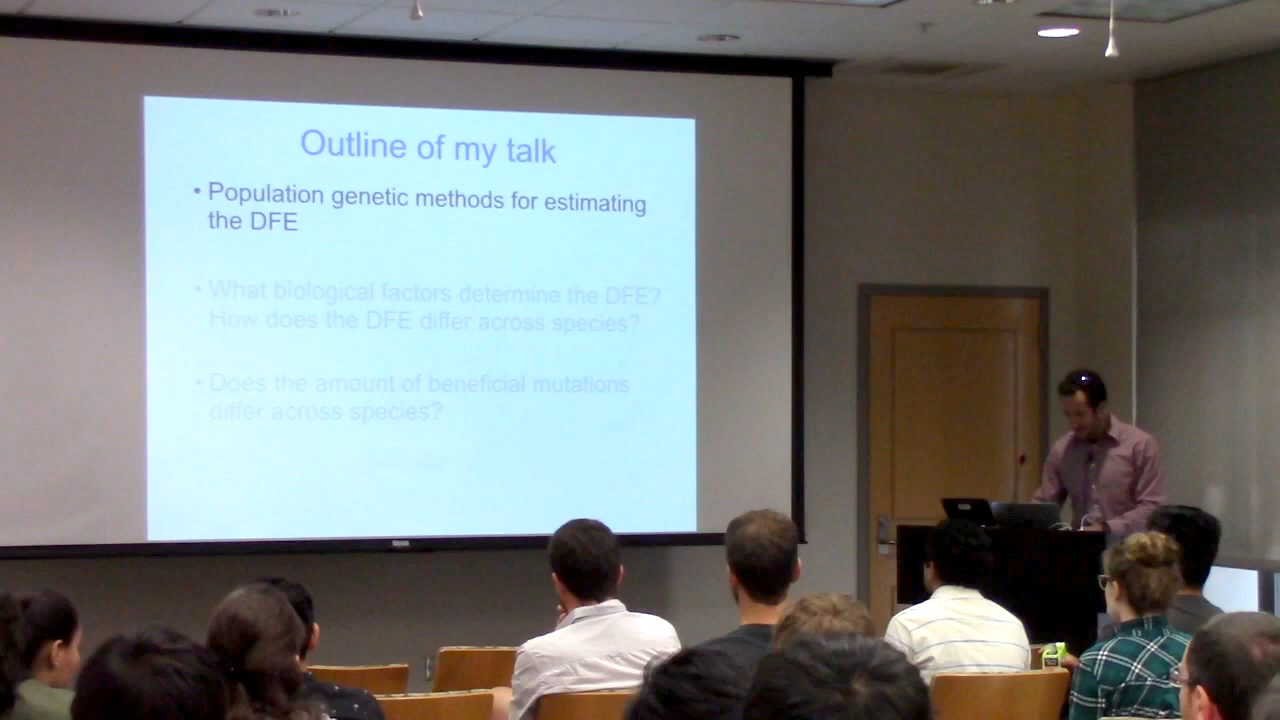 Outline of my talk
• Population genetic methods for estimating
the DFE
• What biological factors determine the DFE?
How does the DFE differ across species?
• Does the amount of beneficial mutations
differ across species?